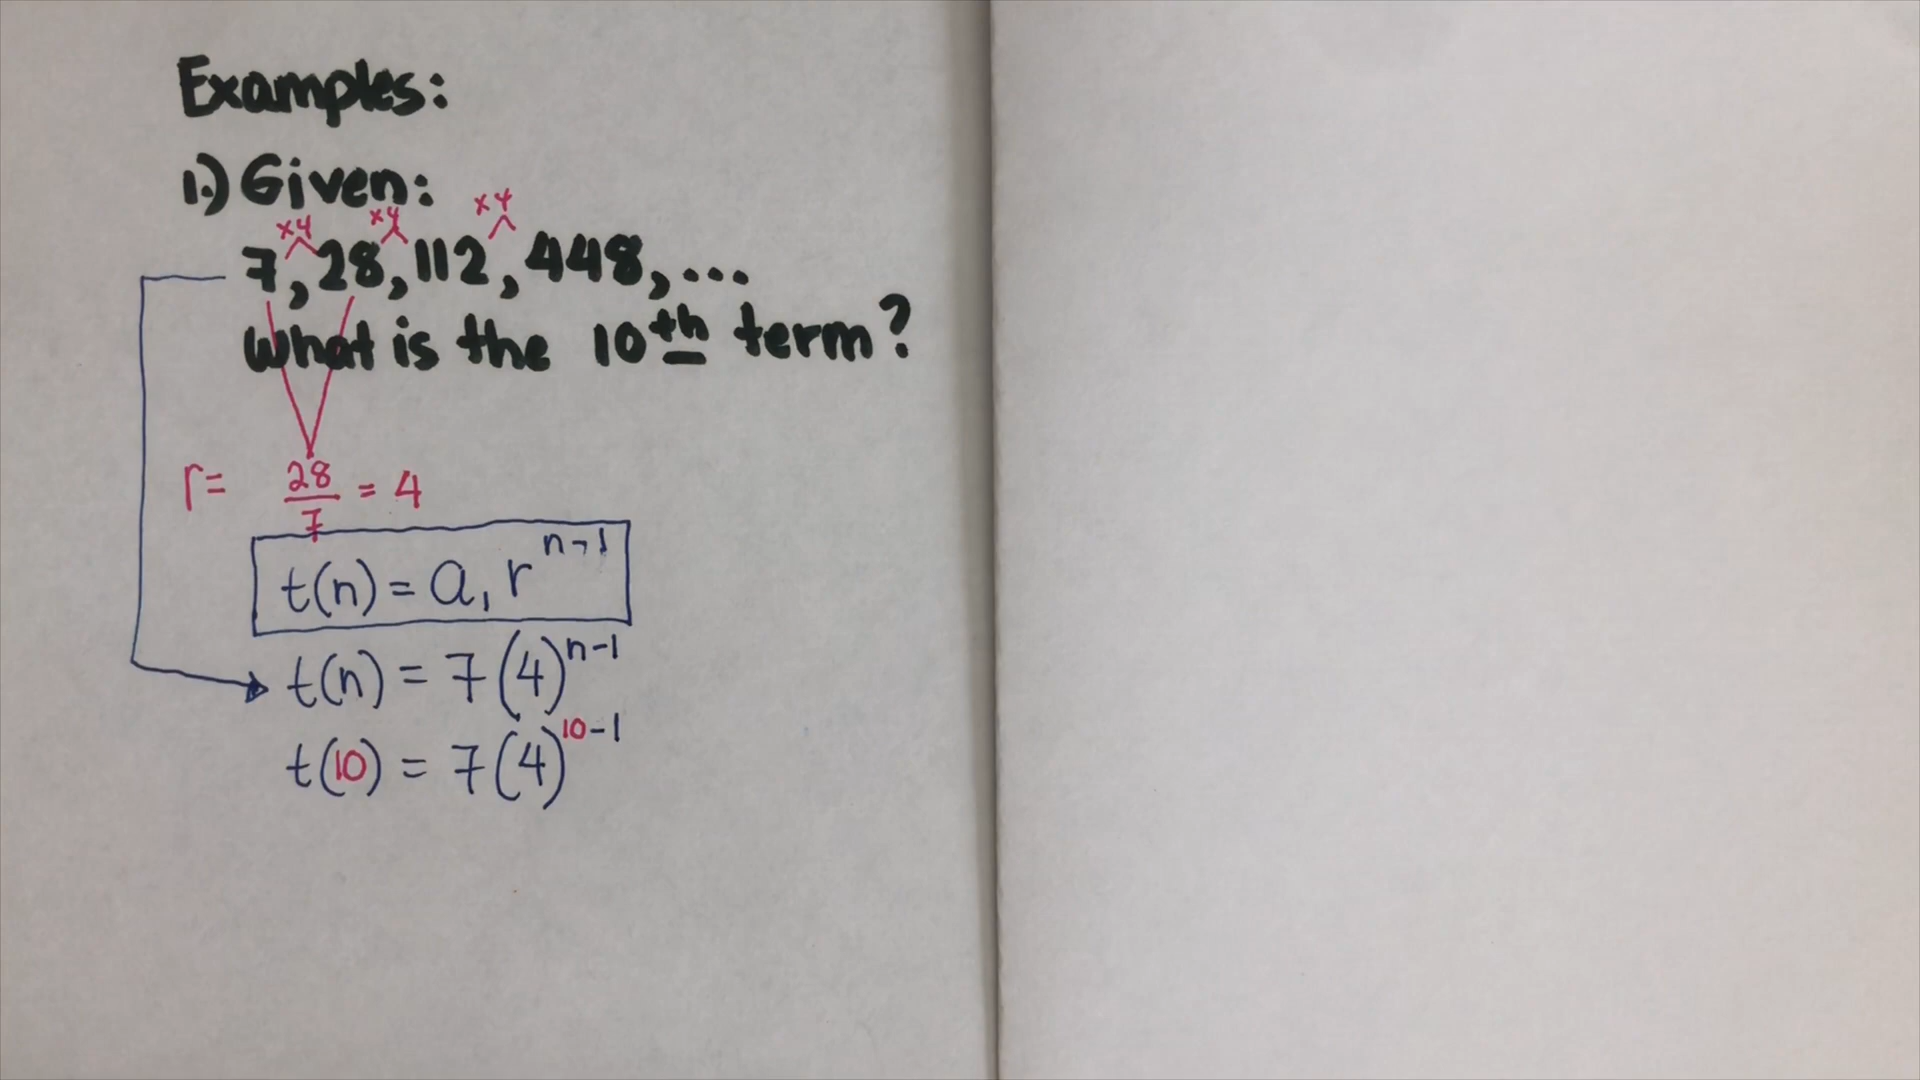 Examples:
1.) Given:
×4 ×4 ×4
7, 28, 112, 448, ...
What is the 10th term?
r= 28/7 = 4
t(n) = a₁ r^n-1
t(n) = 7(4)^n-1
t(10) = 7(4)^10-1